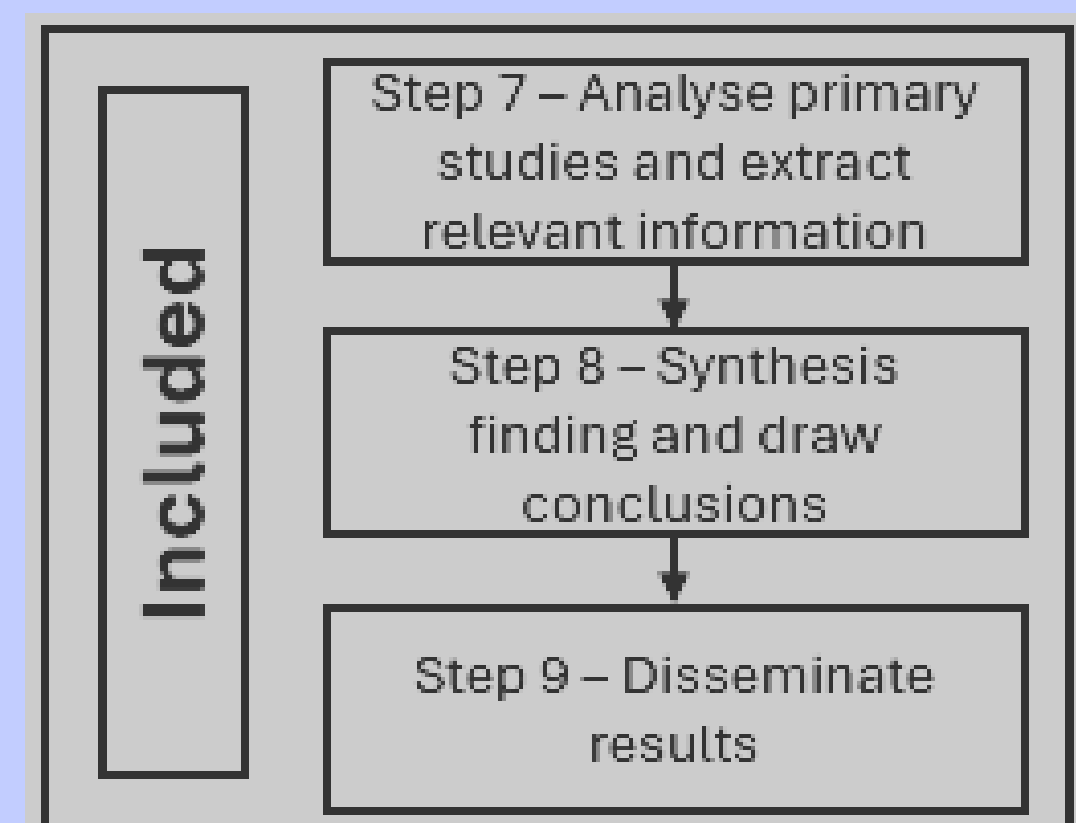 Included
Step 7 – Analyse primary
studies and extract
relevant information
Step 8 – Synthesis
finding and draw
conclusions
Step 9 – Disseminate
results